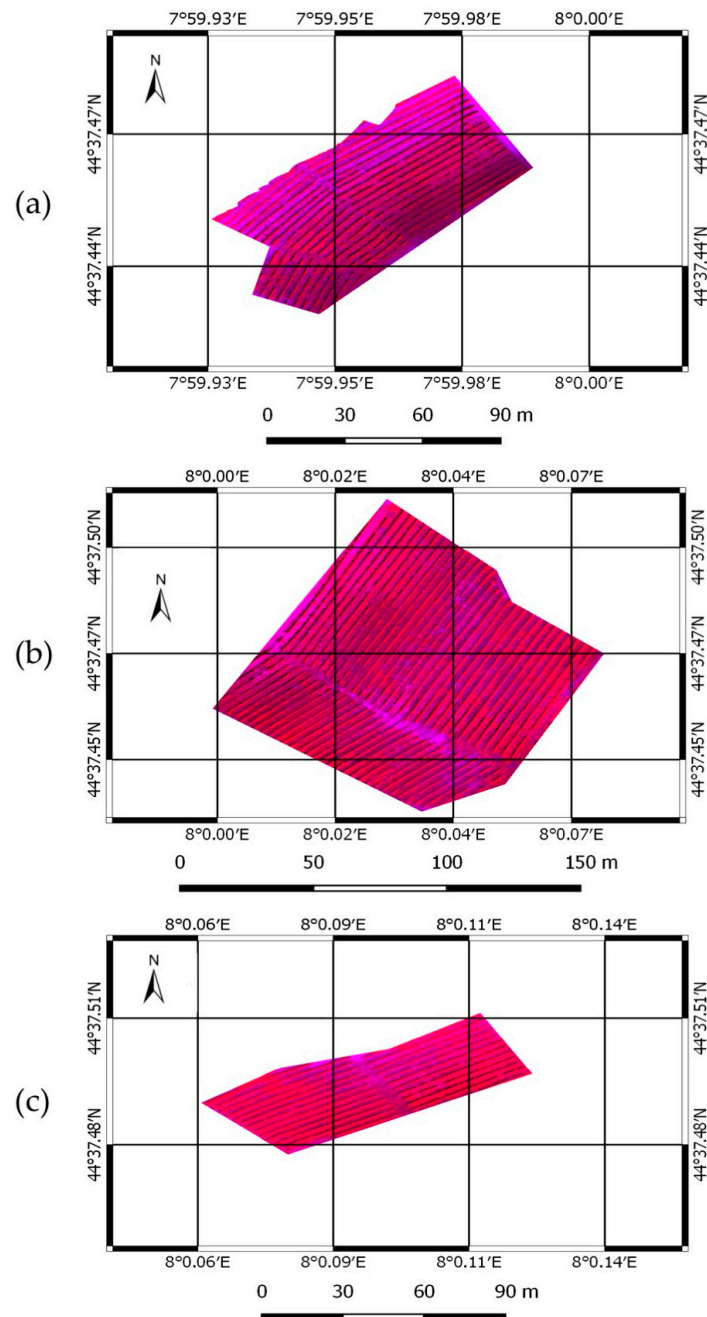 7°59.93′E 7°59.95′E 7°59.98′E 8°0.00′E
N
44°37.47′N 44°37.47′N
(a)
44°37.44′N 44°37.44′N
7°59.93′E 7°59.95′E 7°59.98′E 8°0.00′E
0 30 60 90 m
8°0.00′E 8°0.02′E 8°0.04′E 8°0.07′E
44°37.50′N 44°37.50′N
N
(b)
44°37.47′N 44°37.47′N
44°37.45′N 44°37.45′N
8°0.00′E 8°0.02′E 8°0.04′E 8°0.07′E
0 50 100 150 m
8°0.06′E 8°0.09′E 8°0.11′E 8°0.14′E
N
44°37.51′N 44°37.51′N
(c)
44°37.48′N 44°37.48′N
8°0.06′E 8°0.09′E 8°0.11′E 8°0.14′E
0 30 60 90 m